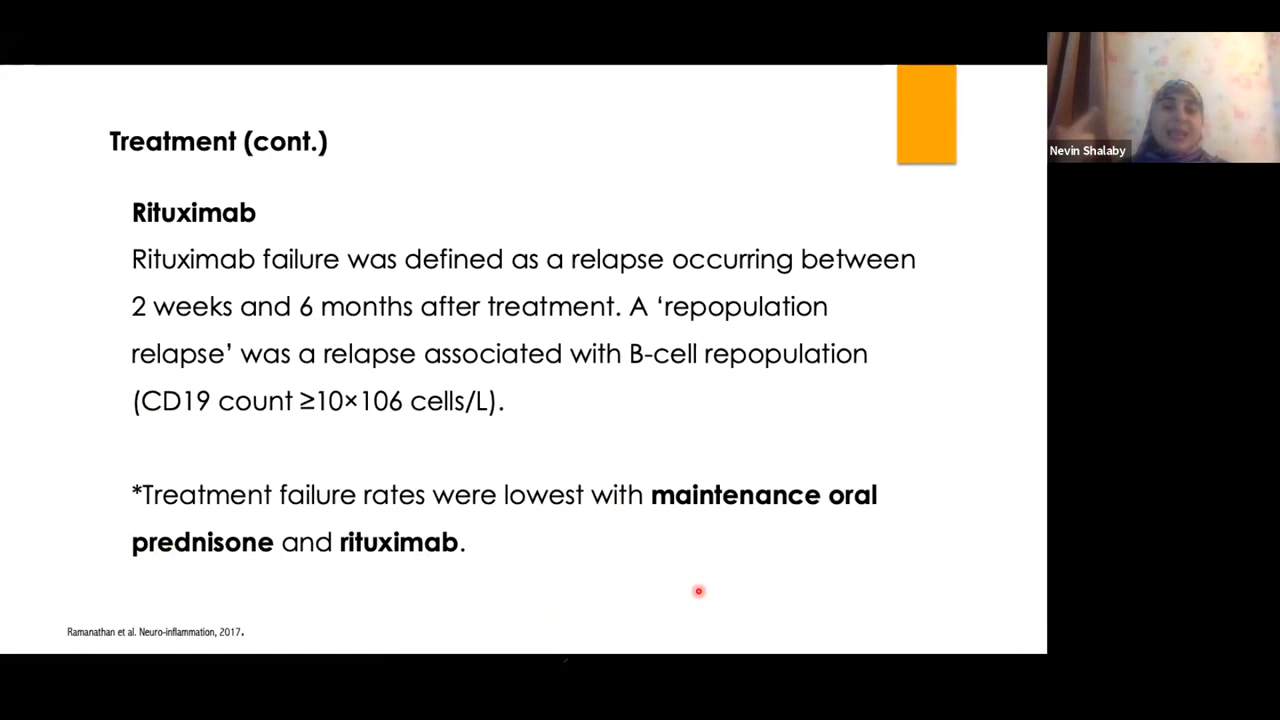 Treatment (cont.)
Rituximab
Rituximab failure was defined as a relapse occurring between
2 weeks and 6 months after treatment. A ‘repopulation
relapse’ was a relapse associated with B-cell repopulation
(CD19 count ≥10×106 cells/L).
*Treatment failure rates were lowest with maintenance oral
prednisone and rituximab.
Ramanathan et al. Neuro-inflammation, 2017.
Nevin Shalaby